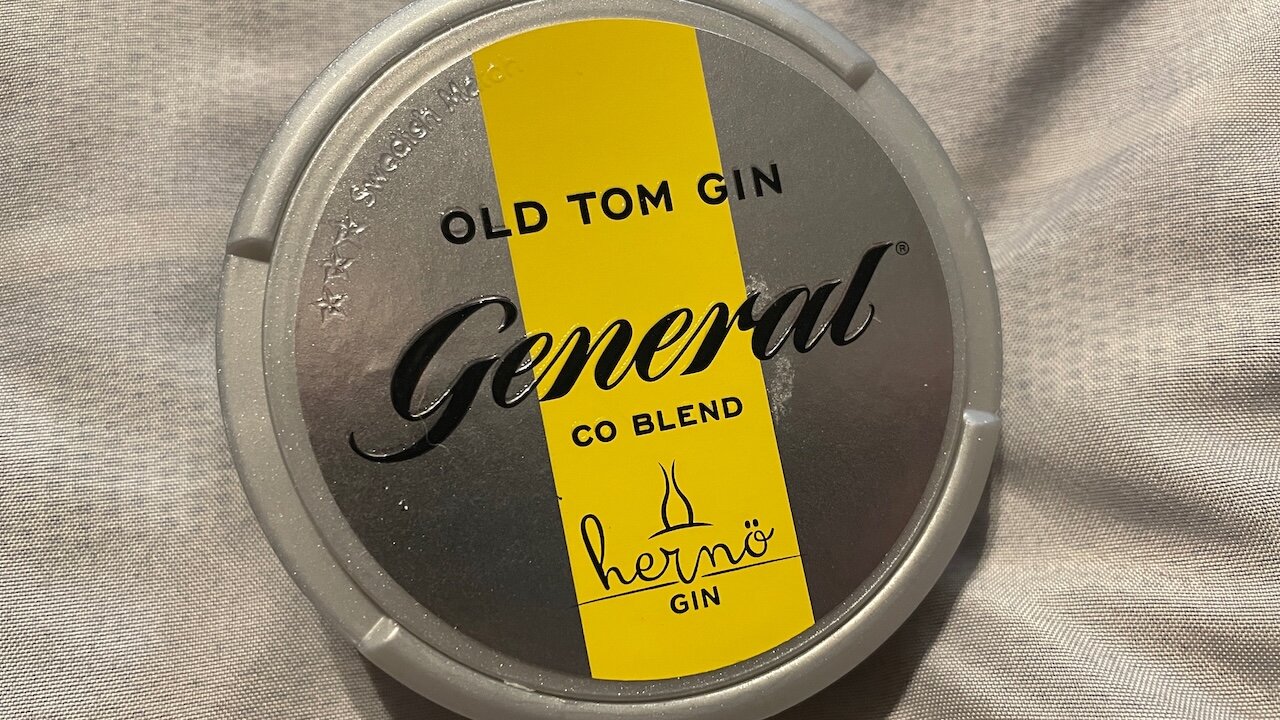 *** Swedish Match
OLD TOM GIN
General®
CO BLEND
hernö
GIN